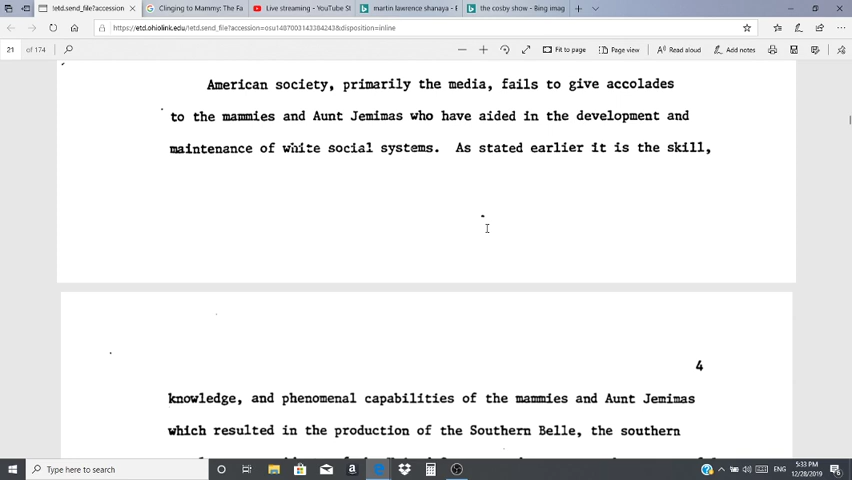 !etd.send_file?accession
Clinging to Mammy: The Fa
Live streaming - YouTube St
martin lawrence shanaya - P
the cosby show - Bing imag
https://etd.ohiolink.edu/!etd.send_file?accession=osu1487003143384243&disposition=inline
21 of 174
Fit to page
Page view
Read aloud
Add notes
American society, primarily the media, fails to give accolades
to the mammies and Aunt Jemimas who have aided in the development and
maintenance of white social systems. As stated earlier it is the skill,
4
knowledge, and phenomenal capabilities of the mammies and Aunt Jemimas
which resulted in the production of the Southern Belle, the southern
Type here to search
ENG
5:33 PM
12/28/2019